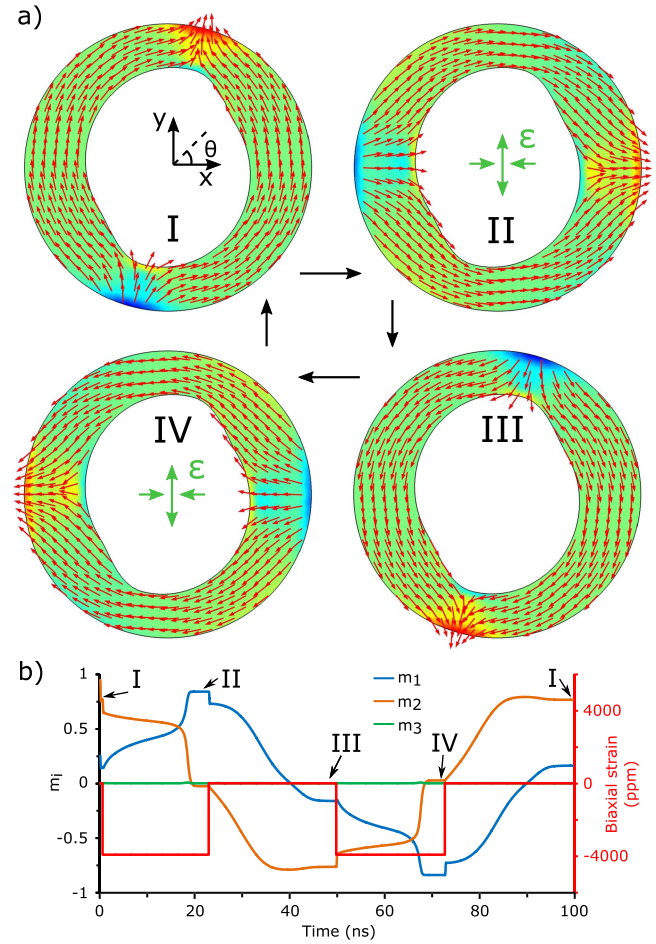 a)
y
θ
x
I
ε
II
IV
ε
III
b)
1
0.5
0
-0.5
-1
mi
I
II
III
IV
I
m1
m2
m3
4000
0
-4000
Biaxial strain
(ppm)
0
20
40
60
80
100
Time (ns)